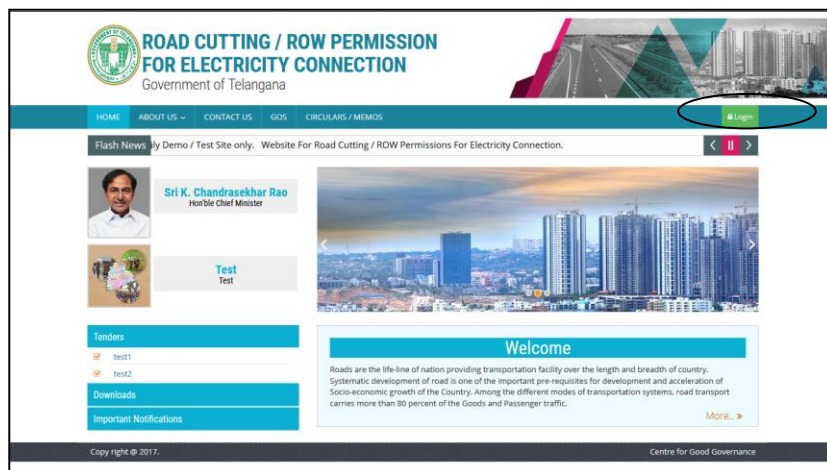 ROAD CUTTING / ROW PERMISSION
FOR ELECTRICITY CONNECTION
Government of Telangana
HOME ABOUT US CONTACT US GOS CIRCULARS / MEMOS Login
Flash News ly Demo / Test Site only. Website For Road Cutting / ROW Permissions For Electricity Connection.
Sri K. Chandrasekhar Rao
Hon'ble Chief Minister
Test
Test
Tenders
test1
test2
Downloads
Important Notifications
Welcome
Roads are the life-line of nation providing transportation facility over the length and breadth of country.
Systematic development of road is one of the important pre-requisites for development and acceleration of
Socio-economic growth of the Country. Among the different modes of transportation systems, road transport
carries more than 80 percent of the Goods and Passenger traffic.
More.. »
Copy right @ 2017. Centre for Good Governance